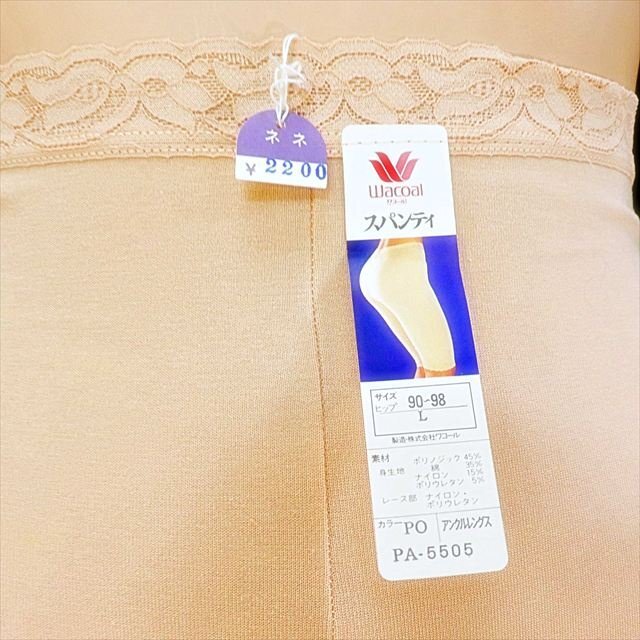 ネネ
¥2200
Wacoal
ワコール
スパンティ
サイズ
ヒップ 90-98
L
製造・株式会社ワコール
素材
身生地 ポリノジック 45%
綿 35%
ナイロン 15%
ポリウレタン 5%
レース部 ナイロン・
ポリウレタン
カラー PO アンクルレングス
PA-5505